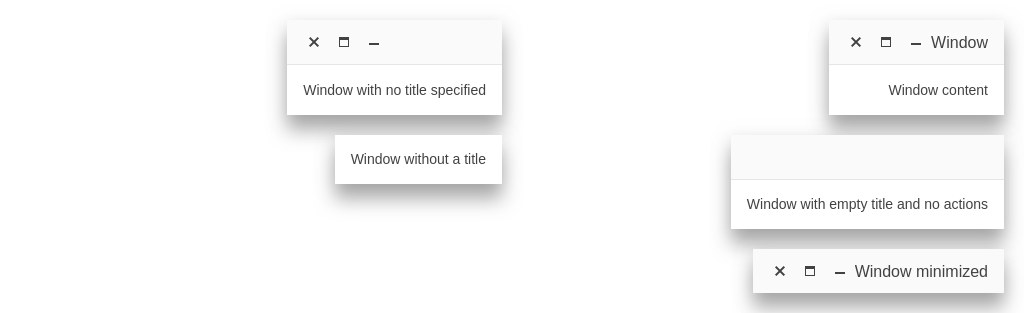 Window with no title specified
Window without a title
Window
Window content
Window with empty title and no actions
Window minimized